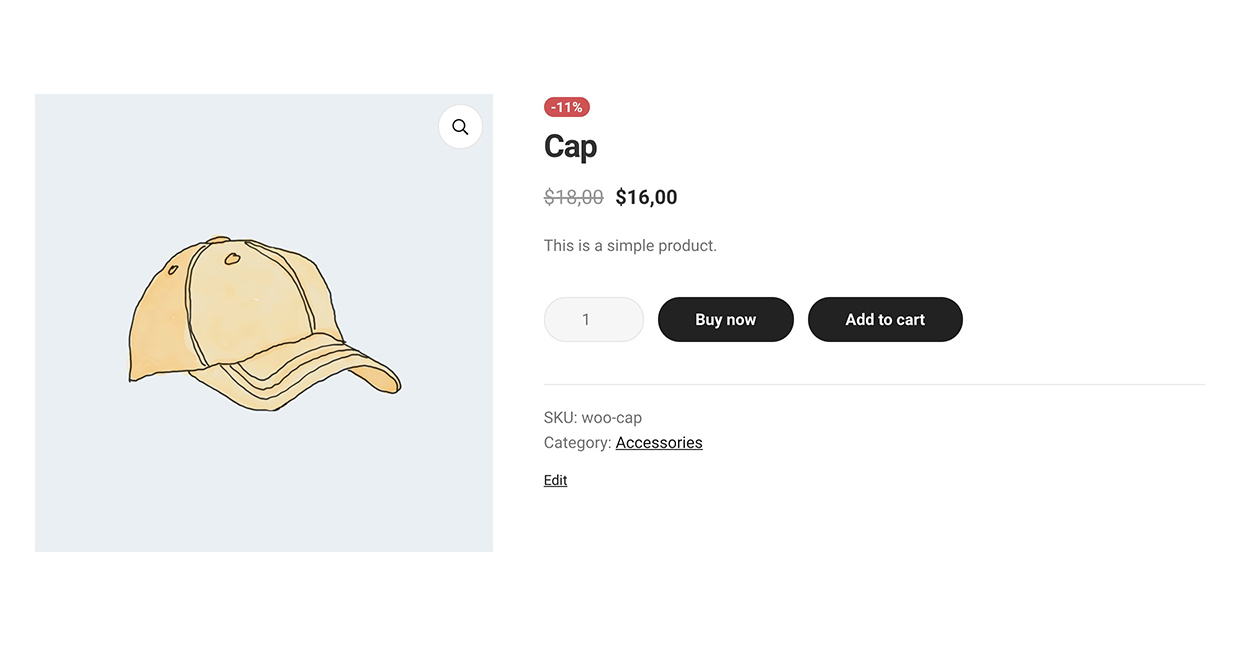 -11%
Cap
$18,00 $16,00
This is a simple product.
1 Buy now Add to cart
SKU: woo-cap
Category: Accessories
Edit